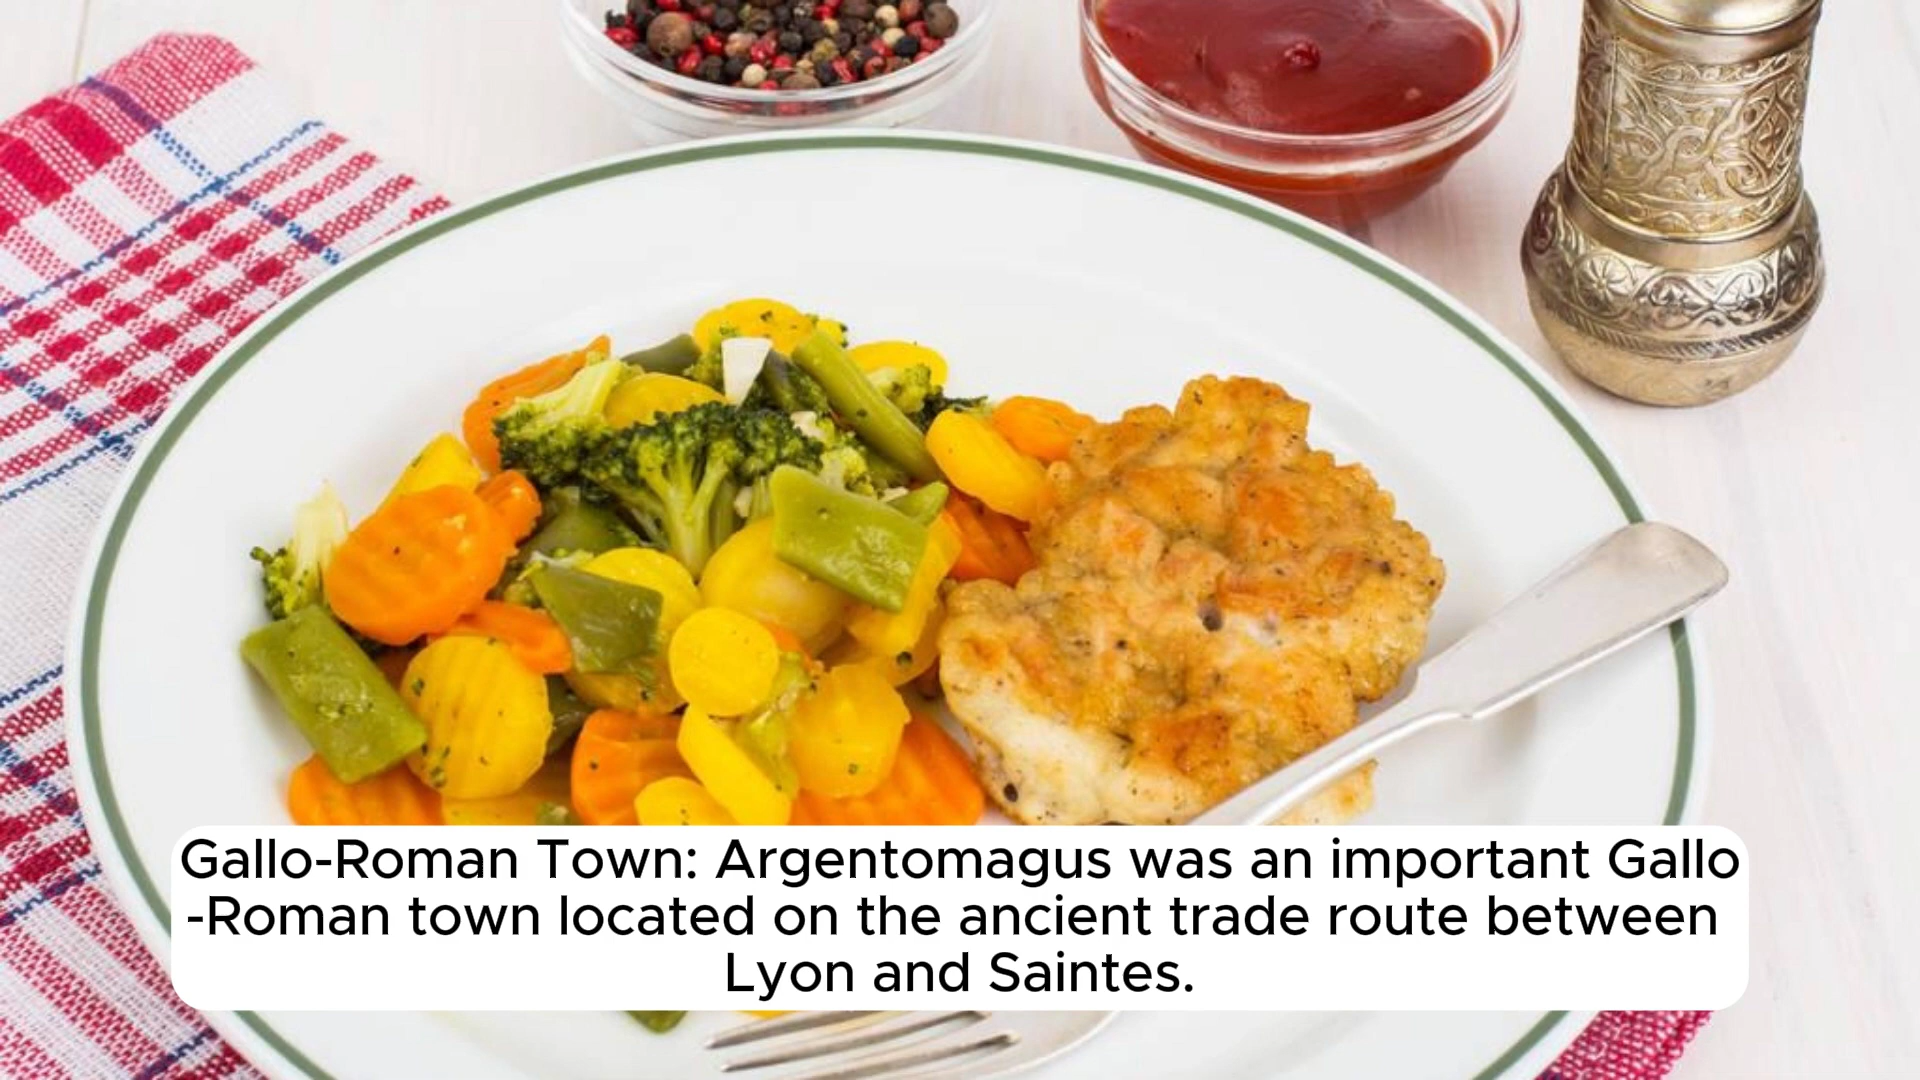 Gallo-Roman Town: Argentomagus was an important Gallo
-Roman town located on the ancient trade route between
Lyon and Saintes.